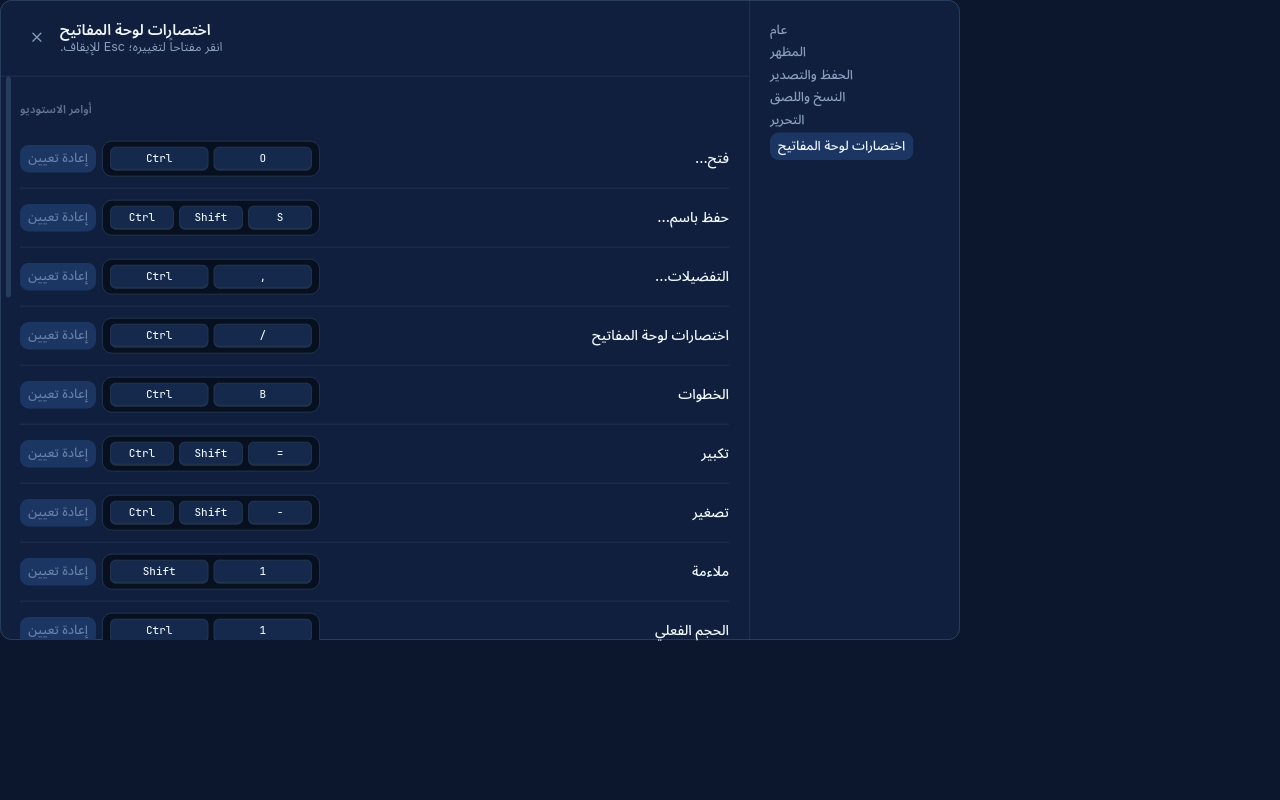 عام
المظهر
الحفظ والتصدير
النسخ واللصق
التحرير
اختصارات لوحة المفاتيح
اختصارات لوحة المفاتيح
انقر مفتاحاً لتغييره؛ Esc للإيقاف.
أوامر الاستوديو
فتح... Ctrl O إعادة تعيين
حفظ باسم... Ctrl Shift S إعادة تعيين
التفضيلات... Ctrl , إعادة تعيين
اختصارات لوحة المفاتيح Ctrl / إعادة تعيين
الخطوات Ctrl B إعادة تعيين
تكبير Ctrl Shift = إعادة تعيين
تصغير Ctrl Shift - إعادة تعيين
ملاءمة Shift 1 إعادة تعيين
الحجم الفعلي Ctrl 1 إعادة تعيين